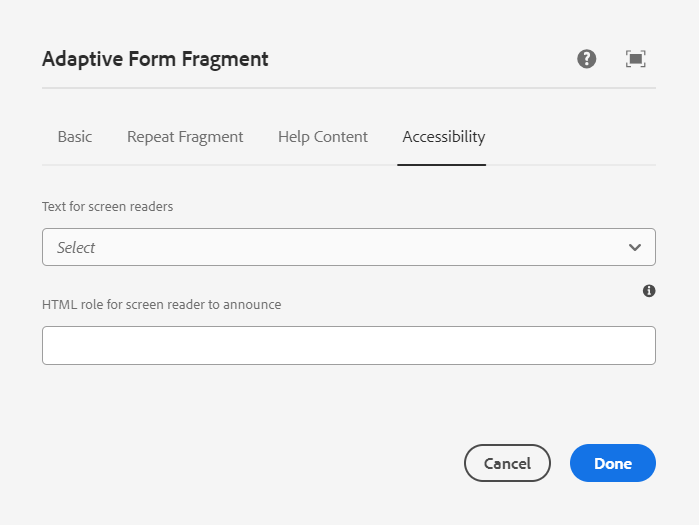 Adaptive Form Fragment
Basic Repeat Fragment Help Content Accessibility
Text for screen readers
Select
HTML role for screen reader to announce
Cancel Done